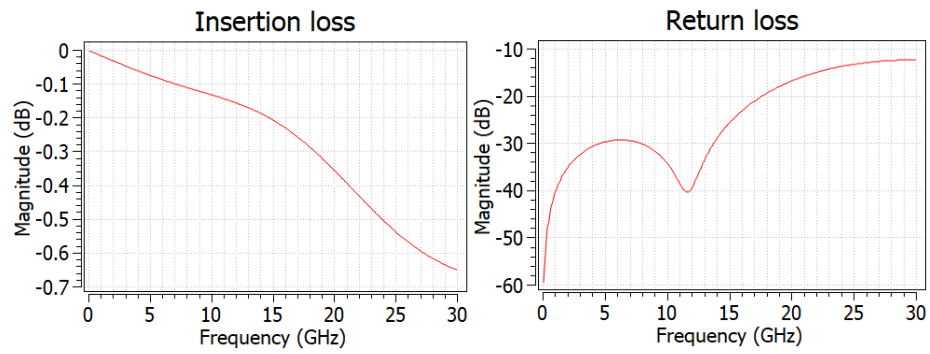 Insertion loss
0
-0.1
-0.2
-0.3
-0.4
-0.5
-0.6
-0.7
Magnitude (dB)
0 5 10 15 20 25 30
Frequency (GHz)
Return loss
-10
-20
-30
-40
-50
-60
Magnitude (dB)
0 5 10 15 20 25 30
Frequency (GHz)